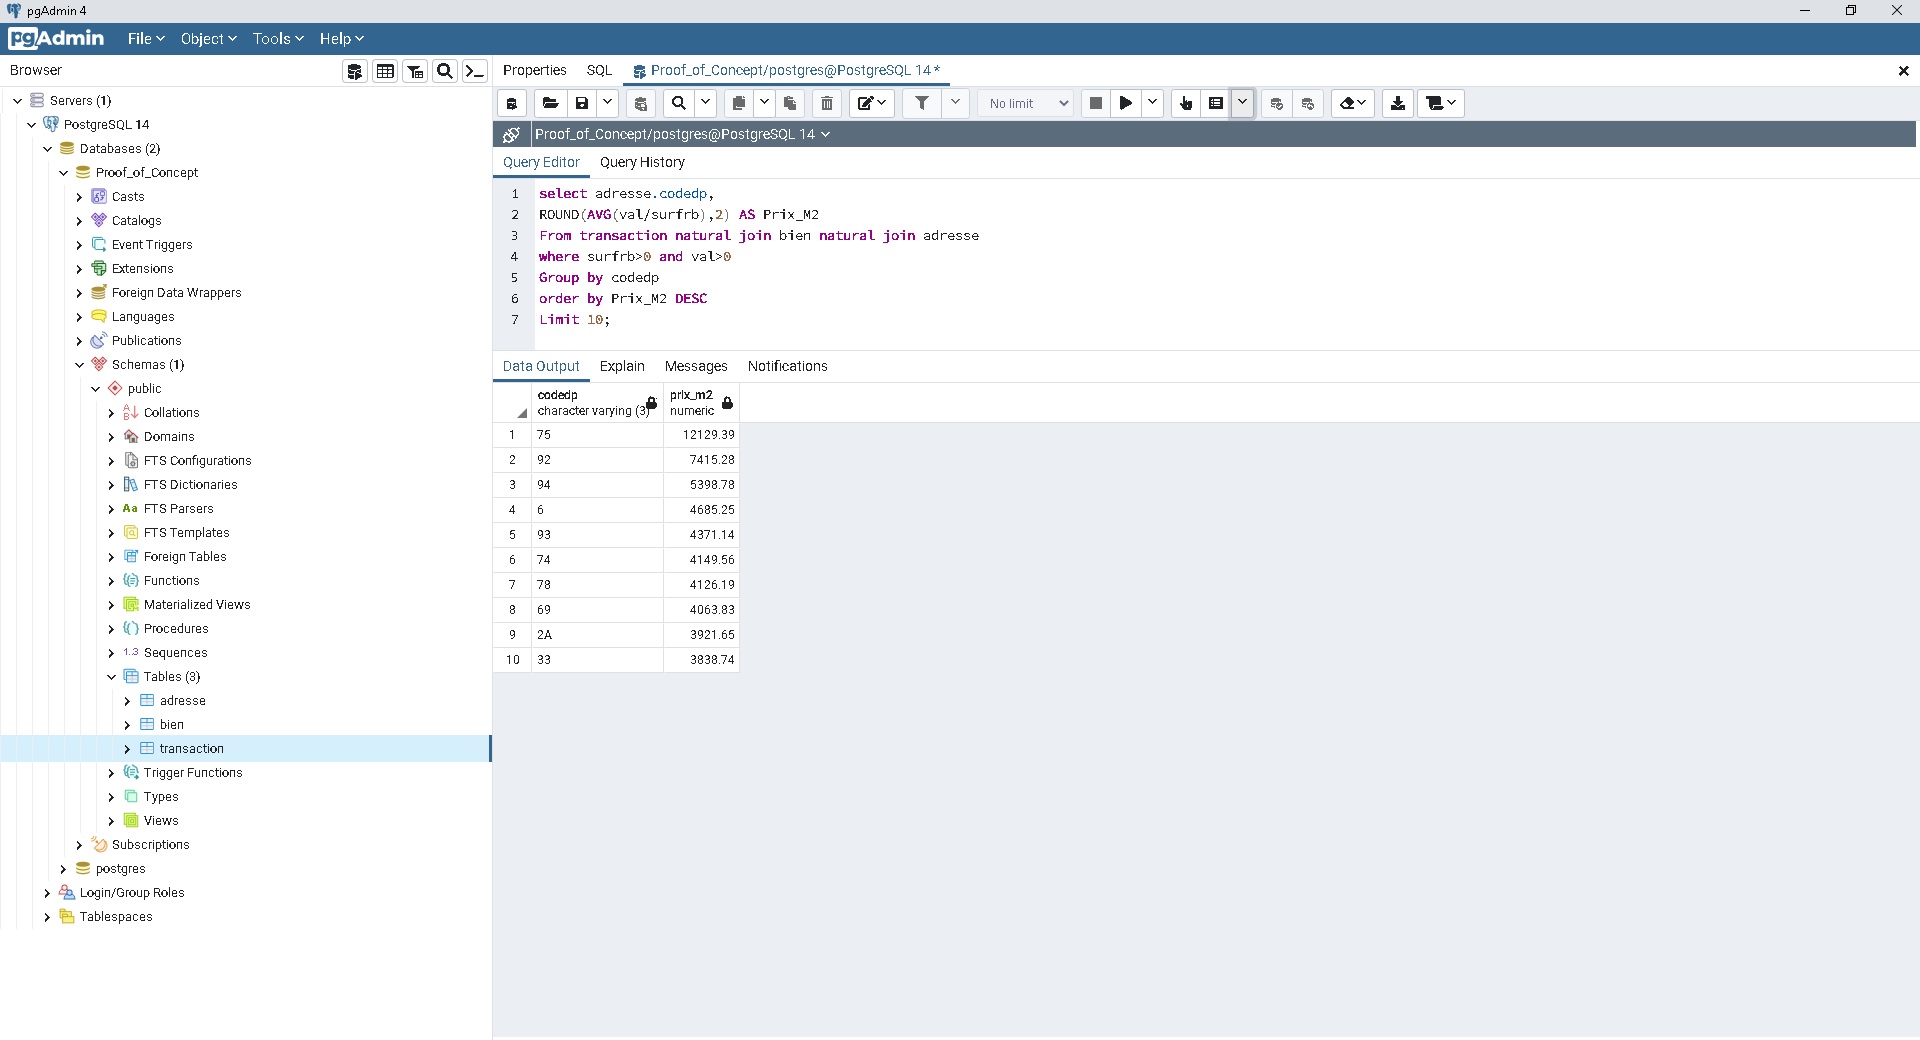 pgAdmin 4
pgAdmin File Object Tools Help
Browser
Properties SQL Proof_of_Concept/postgres@PostgreSQL 14 *
No limit
Proof_of_Concept/postgres@PostgreSQL 14
Servers (1)
PostgreSQL 14
Databases (2)
Proof_of_Concept
Casts
Catalogs
Event Triggers
Extensions
Foreign Data Wrappers
Languages
Publications
Schemas (1)
public
Collations
Domains
FTS Configurations
FTS Dictionaries
Aa FTS Parsers
FTS Templates
Foreign Tables
Functions
Materialized Views
Procedures
1..3 Sequences
Tables (3)
adresse
bien
transaction
Trigger Functions
Types
Views
Subscriptions
postgres
Login/Group Roles
Tablespaces
Query Editor Query History
1 select adresse.codedp,
2 ROUND(AVG(val/surfrb),2) AS Prix_M2
3 From transaction natural join bien natural join adresse
4 where surfrb>0 and val>0
5 Group by codedp
6 order by Prix_M2 DESC
7 Limit 10;
Data Output Explain Messages Notifications
codedp prix_m2
character varying (3) numeric
1 75 12129.39
2 92 7415.28
3 94 5398.78
4 6 4685.25
5 93 4371.14
6 74 4149.56
7 78 4126.19
8 69 4063.83
9 2A 3921.65
10 33 3838.74